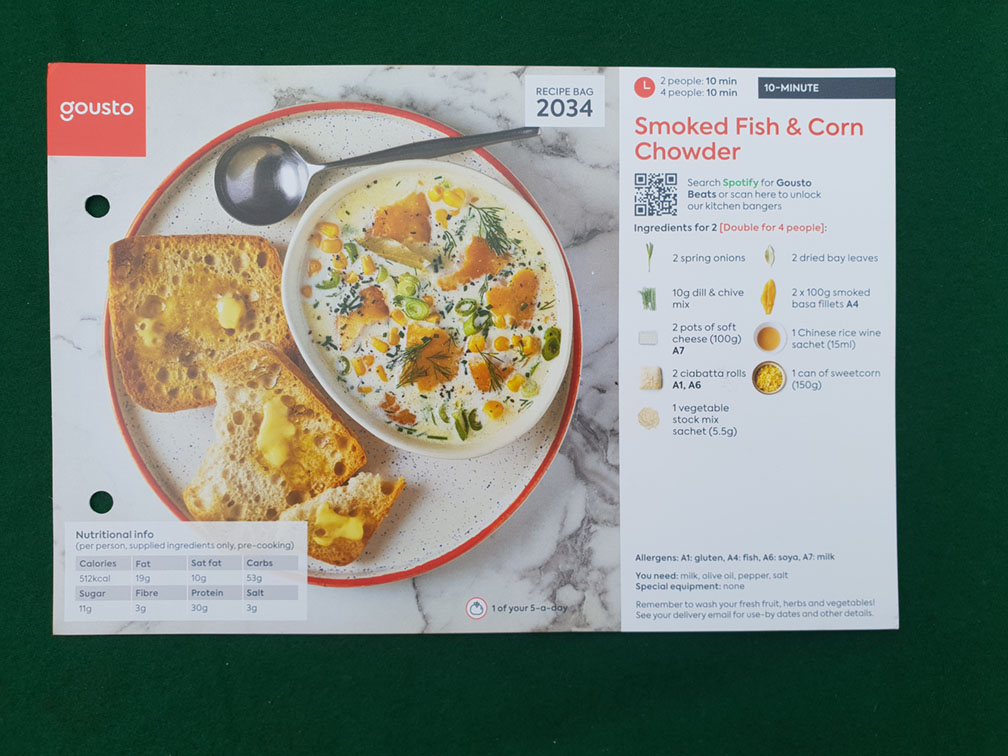 gousto
RECIPE BAG
2034
2 people: 10 min
4 people: 10 min
10-MINUTE
Smoked Fish & Corn
Chowder
Search Spotify for Gousto
Beats or scan here to unlock
our kitchen bangers
Ingredients for 2 [Double for 4 people]:
2 spring onions
2 dried bay leaves
10g dill & chive
mix
2 x 100g smoked
basa fillets A4
2 pots of soft
cheese (100g)
A7
1 Chinese rice wine
sachet (15ml)
2 ciabatta rolls
A1, A6
1 can of sweetcorn
(150g)
1 vegetable
stock mix
sachet (5.5g)
Nutritional info
(per person, supplied ingredients only, pre-cooking)
Calories Fat Sat fat Carbs
512kcal 19g 10g 53g
Sugar Fibre Protein Salt
11g 3g 30g 3g
1 of your 5-a-day
Allergens: A1: gluten, A4: fish, A6: soya, A7: milk
You need: milk, olive oil, pepper, salt
Special equipment: none
Remember to wash your fresh fruit, herbs and vegetables!
See your delivery email for use-by dates and other details.